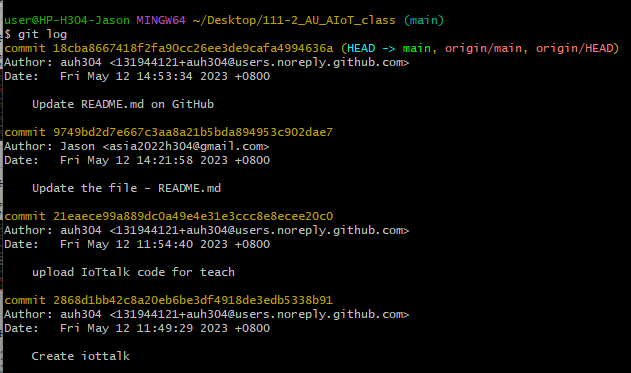 user@HP-H304-Jason MINGW64 ~/Desktop/111-2_AU_AIoT_class (main)
$ git log
commit 18cba8667418f2fa90cc26ee3de9cafa4994636a (HEAD -> main, origin/main, origin/HEAD)
Author: auh304 <131944121+auh304@users.noreply.github.com>
Date:   Fri May 12 14:53:34 2023 +0800
Update README.md on GitHub
commit 9749bd2d7e667c3aa8a21b5bda894953c902dae7
Author: Jason <asia2022h304@gmail.com>
Date:   Fri May 12 14:21:58 2023 +0800
Update the file - README.md
commit 21eaece99a889dc0a49e4e31e3ccc8e8ecee20c0
Author: auh304 <131944121+auh304@users.noreply.github.com>
Date:   Fri May 12 11:54:40 2023 +0800
upload IoTtalk code for teach
commit 2868d1bb42c8a20eb6be3df4918de3edb5338b91
Author: auh304 <131944121+auh304@users.noreply.github.com>
Date:   Fri May 12 11:49:29 2023 +0800
Create iottalk